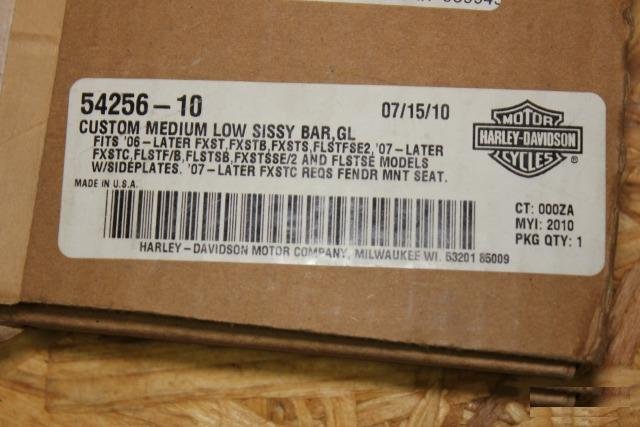 54256-10 07/15/10
CUSTOM MEDIUM LOW SISSY BAR,GL
FITS '06-LATER FXST,FXSTB,FXSTS,FLSTFSE2,'07-LATER
FXSTC,FLSTF/B,FLSTSB,FXSTSSE/2 AND FLSTSE MODELS
W/SIDEPLATES. '07-LATER FXSTC REQS FENDR MNT SEAT.
MADE IN U.S.A.
HARLEY-DAVIDSON MOTOR COMPANY, MILWAUKEE WI. 53201 85009
MOTOR
HARLEY-DAVIDSON
CYCLES
®
CT: 000ZA
MYI: 2010
PKG QTY: 1